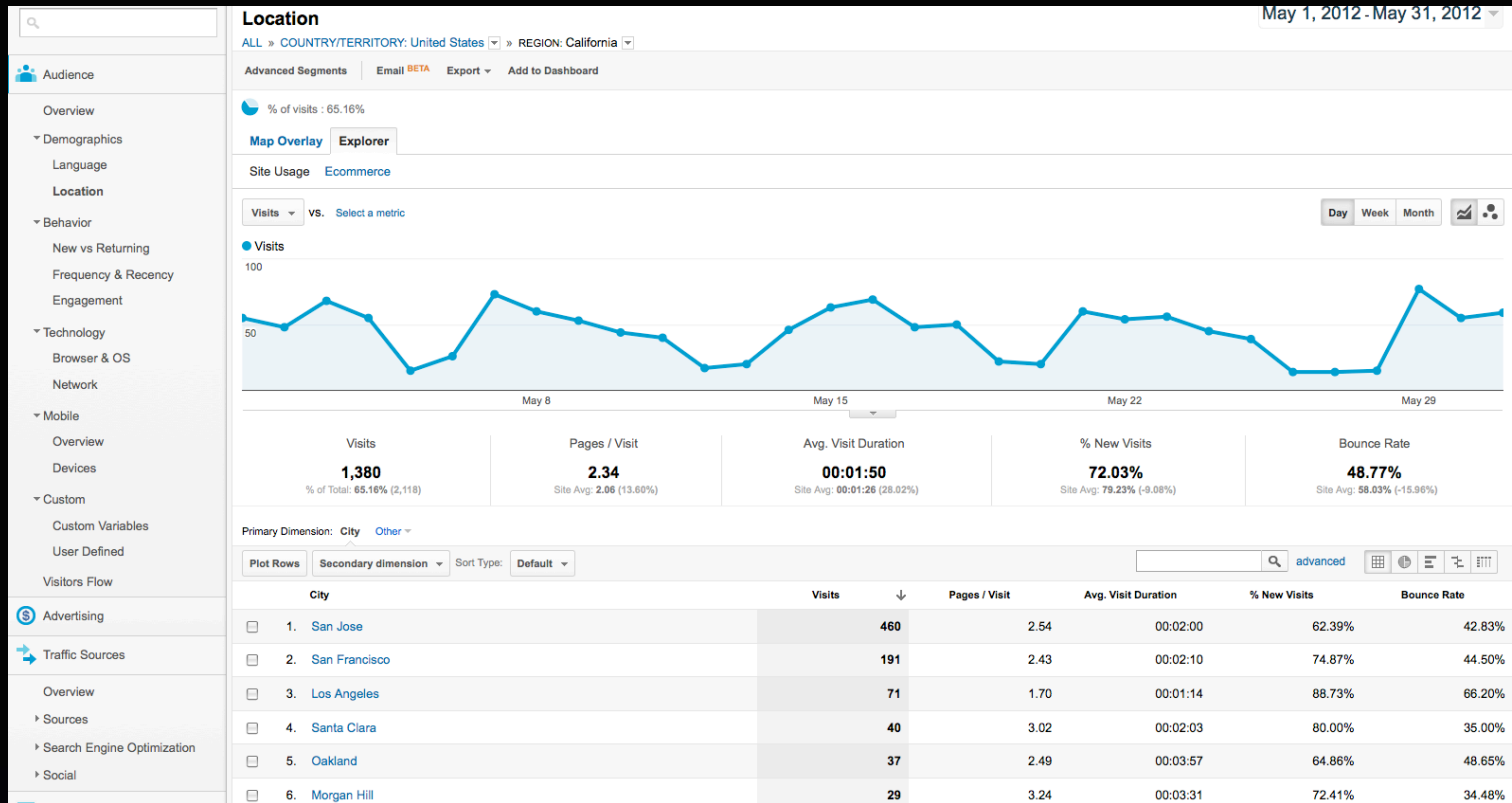 Location
May 1, 2012 - May 31, 2012
ALL » COUNTRY/TERRITORY: United States » REGION: California
Advanced Segments Email BETA Export Add to Dashboard
% of visits : 65.16%
Map Overlay Explorer
Site Usage Ecommerce
Visits VS. Select a metric
Day Week Month
Visits
100
50
May 8 May 15 May 22 May 29
Visits Pages / Visit Avg. Visit Duration % New Visits Bounce Rate
1,380 2.34 00:01:50 72.03% 48.77%
% of Total: 65.16% (2,118) Site Avg: 2.06 (13.60%) Site Avg: 00:01:26 (28.02%) Site Avg: 79.23% (-9.08%) Site Avg: 58.03% (-15.96%)
Primary Dimension: City Other
Plot Rows Secondary dimension Sort Type: Default advanced
City Visits Pages / Visit Avg. Visit Duration % New Visits Bounce Rate
1. San Jose 460 2.54 00:02:00 62.39% 42.83%
2. San Francisco 191 2.43 00:02:10 74.87% 44.50%
3. Los Angeles 71 1.70 00:01:14 88.73% 66.20%
4. Santa Clara 40 3.02 00:02:03 80.00% 35.00%
5. Oakland 37 2.49 00:03:57 64.86% 48.65%
6. Morgan Hill 29 3.24 00:03:31 72.41% 34.48%
Audience
Overview
Demographics
Language
Location
Behavior
New vs Returning
Frequency & Recency
Engagement
Technology
Browser & OS
Network
Mobile
Overview
Devices
Custom
Custom Variables
User Defined
Visitors Flow
Advertising
Traffic Sources
Overview
Sources
Search Engine Optimization
Social